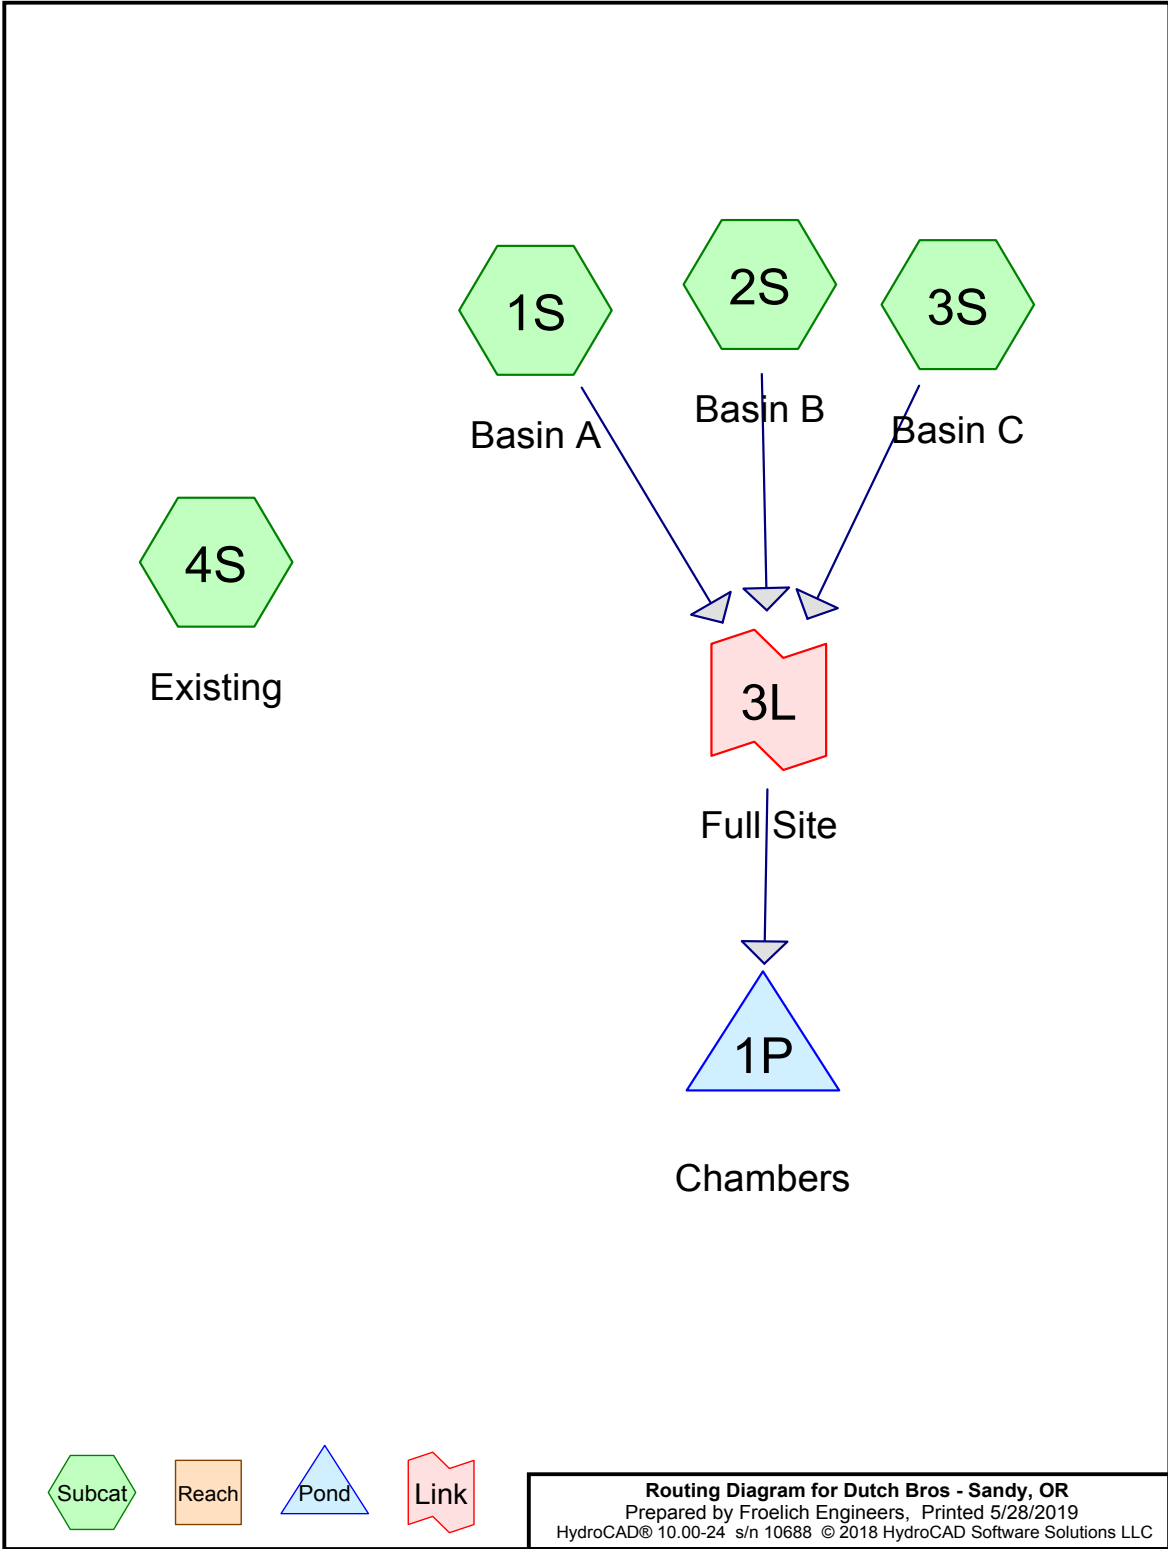 1S
2S
3S
Basin A
Basin B
Basin C
4S
Existing
3L
Full Site
1P
Chambers
Subcat
Reach
Pond
Link
Routing Diagram for Dutch Bros - Sandy, OR
Prepared by Froelich Engineers, Printed 5/28/2019
HydroCAD® 10.00-24 s/n 10688 © 2018 HydroCAD Software Solutions LLC